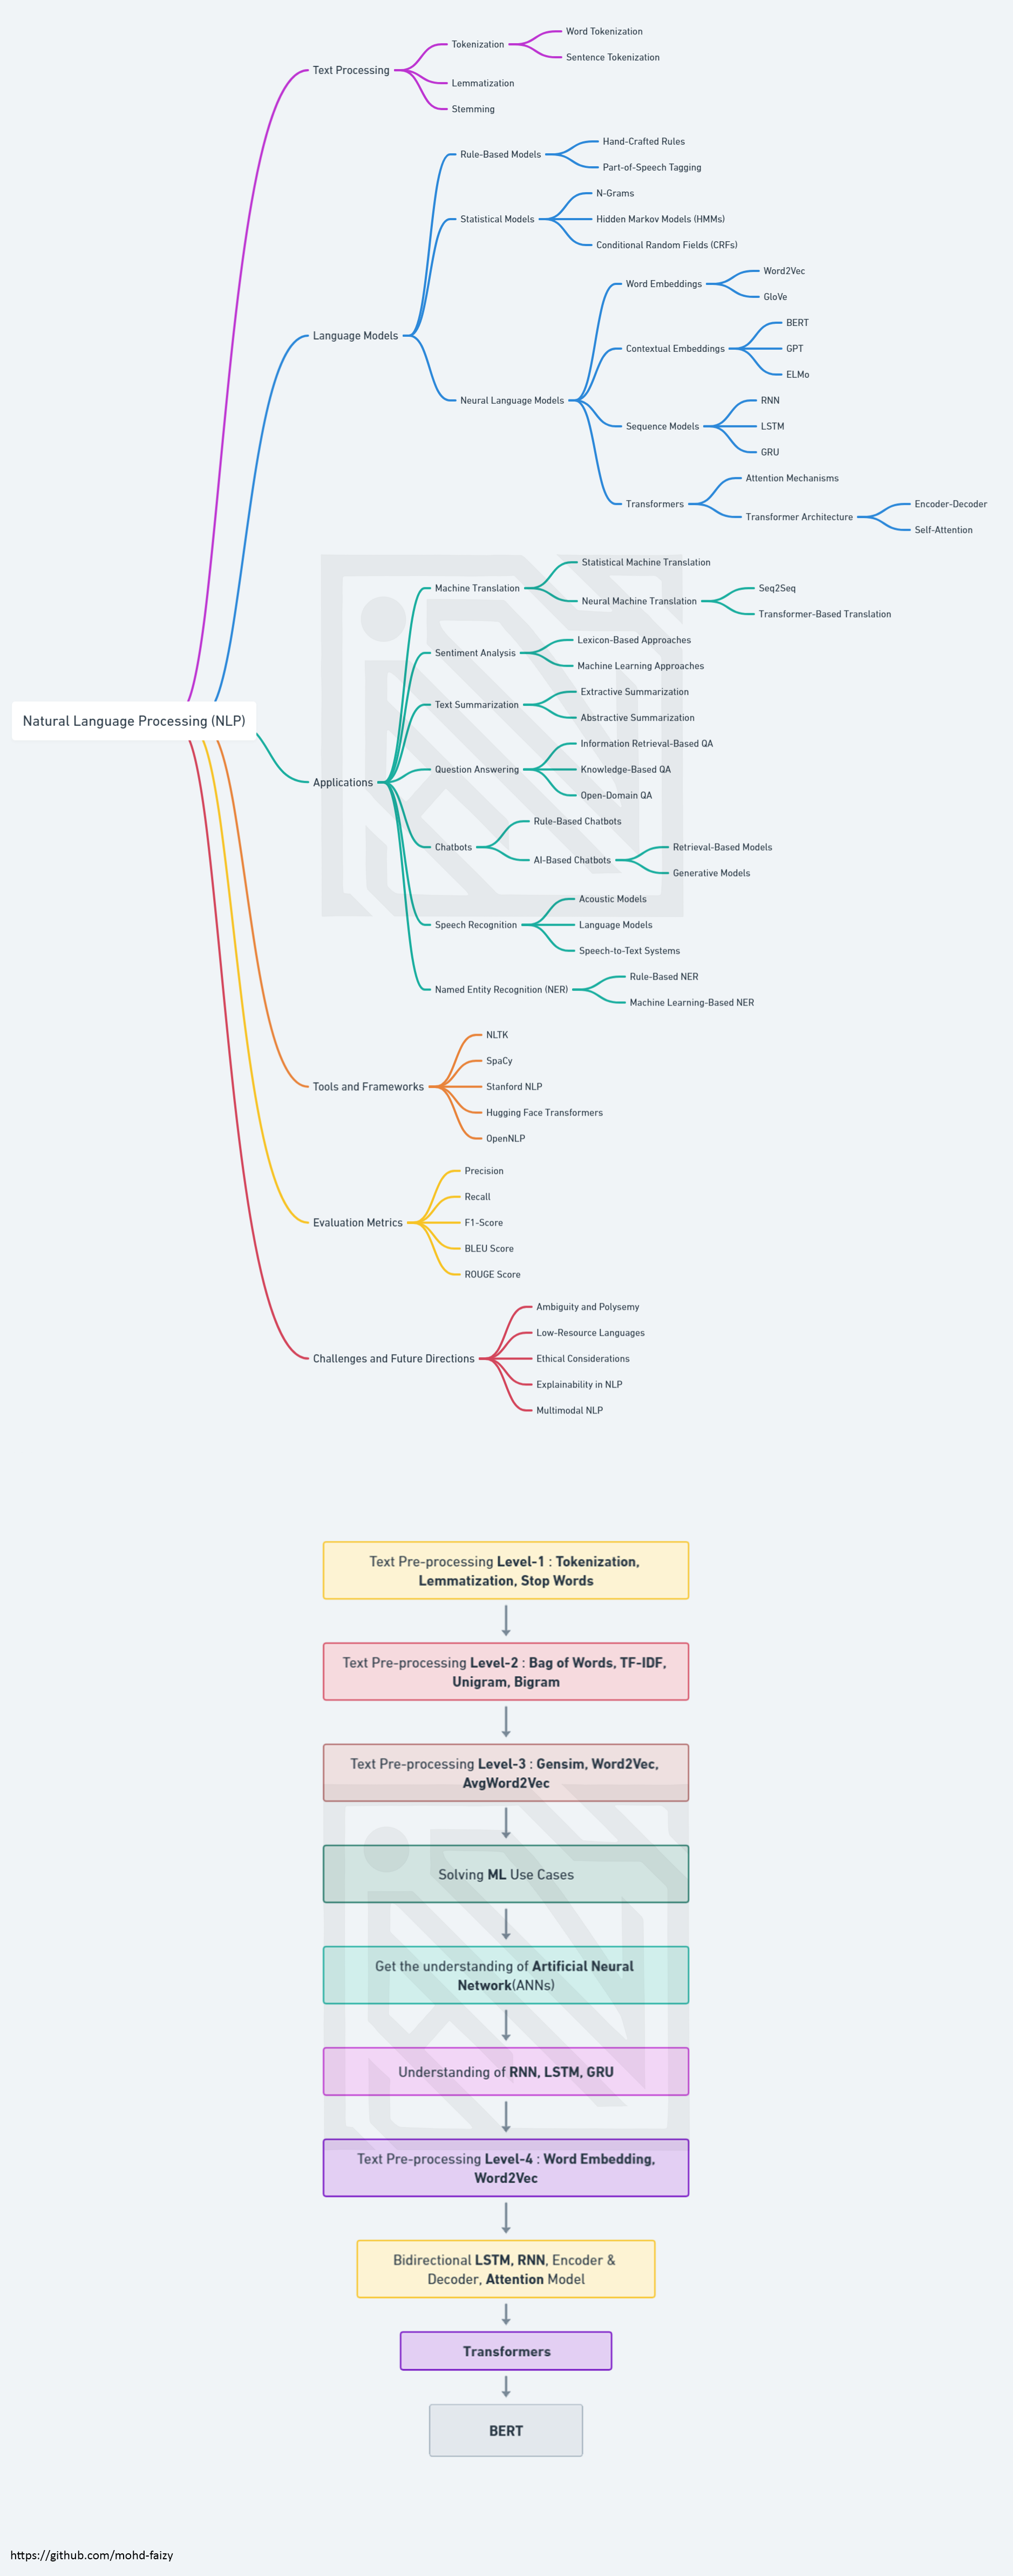 Natural Language Processing (NLP)
Text Processing
Tokenization
Word Tokenization
Sentence Tokenization
Lemmatization
Stemming
Language Models
Rule-Based Models
Hand-Crafted Rules
Part-of-Speech Tagging
Statistical Models
N-Grams
Hidden Markov Models (HMMs)
Conditional Random Fields (CRFs)
Neural Language Models
Word Embeddings
Word2Vec
GloVe
Contextual Embeddings
BERT
GPT
ELMo
Sequence Models
RNN
LSTM
GRU
Transformers
Attention Mechanisms
Transformer Architecture
Encoder-Decoder
Self-Attention
Applications
Machine Translation
Statistical Machine Translation
Neural Machine Translation
Seq2Seq
Transformer-Based Translation
Sentiment Analysis
Lexicon-Based Approaches
Machine Learning Approaches
Text Summarization
Extractive Summarization
Abstractive Summarization
Question Answering
Information Retrieval-Based QA
Knowledge-Based QA
Open-Domain QA
Chatbots
Rule-Based Chatbots
AI-Based Chatbots
Retrieval-Based Models
Generative Models
Speech Recognition
Acoustic Models
Language Models
Speech-to-Text Systems
Named Entity Recognition (NER)
Rule-Based NER
Machine Learning-Based NER
Tools and Frameworks
NLTK
SpaCy
Stanford NLP
Hugging Face Transformers
OpenNLP
Evaluation Metrics
Precision
Recall
F1-Score
BLEU Score
ROUGE Score
Challenges and Future Directions
Ambiguity and Polysemy
Low-Resource Languages
Ethical Considerations
Explainability in NLP
Multimodal NLP
Text Pre-processing Level-1 : Tokenization,
Lemmatization, Stop Words
Text Pre-processing Level-2 : Bag of Words, TF-IDF,
Unigram, Bigram
Text Pre-processing Level-3 : Gensim, Word2Vec,
AvgWord2Vec
Solving ML Use Cases
Get the understanding of Artificial Neural
Network(ANNs)
Understanding of RNN, LSTM, GRU
Text Pre-processing Level-4 : Word Embedding,
Word2Vec
Bidirectional LSTM, RNN, Encoder &
Decoder, Attention Model
Transformers
BERT
https://github.com/mohd-faizy